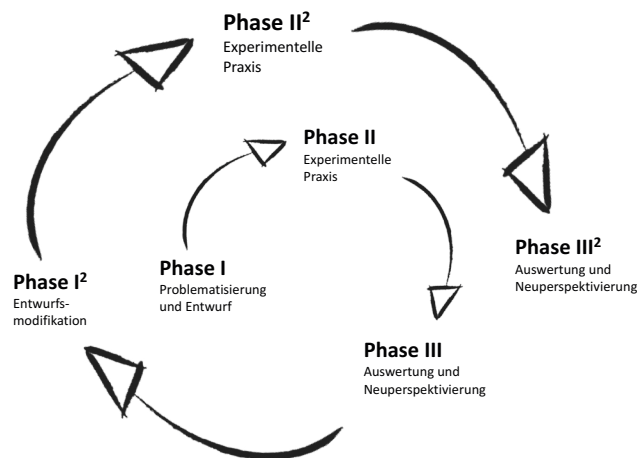 Phase II²
Experimentelle
Praxis
Phase II
Experimentelle
Praxis
Phase III²
Auswertung und
Neuperspektivierung
Phase I²
Entwurfs-
modifikation
Phase I
Problematisierung
und Entwurf
Phase III
Auswertung und
Neuperspektivierung